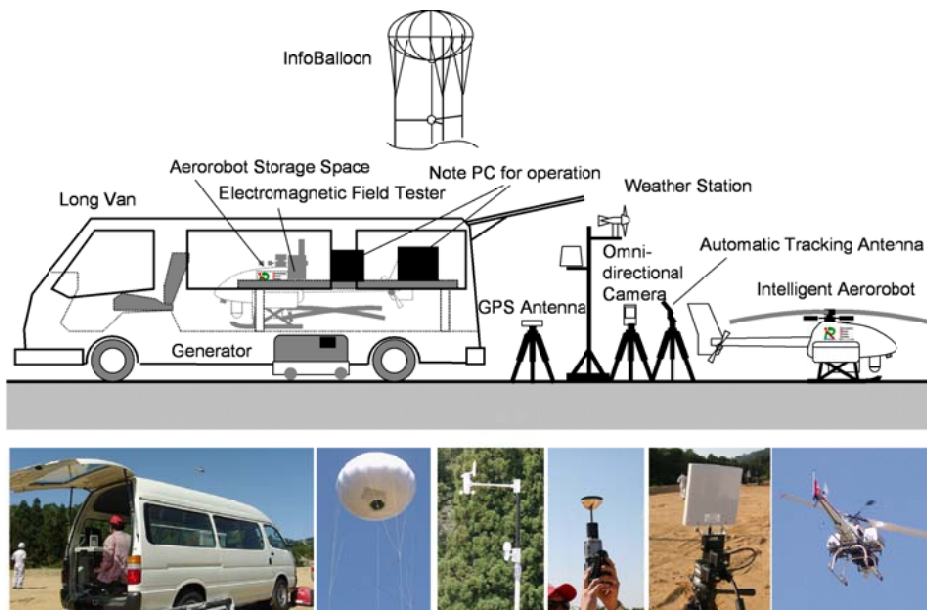 InfoBalloon
Aerorobot Storage Space
Electromagnetic Field Tester
Note PC for operation
Long Van
Weather Station
Omni-
directional
Camera
Automatic Tracking Antenna
GPS Antenna
Intelligent Aerorobot
Generator